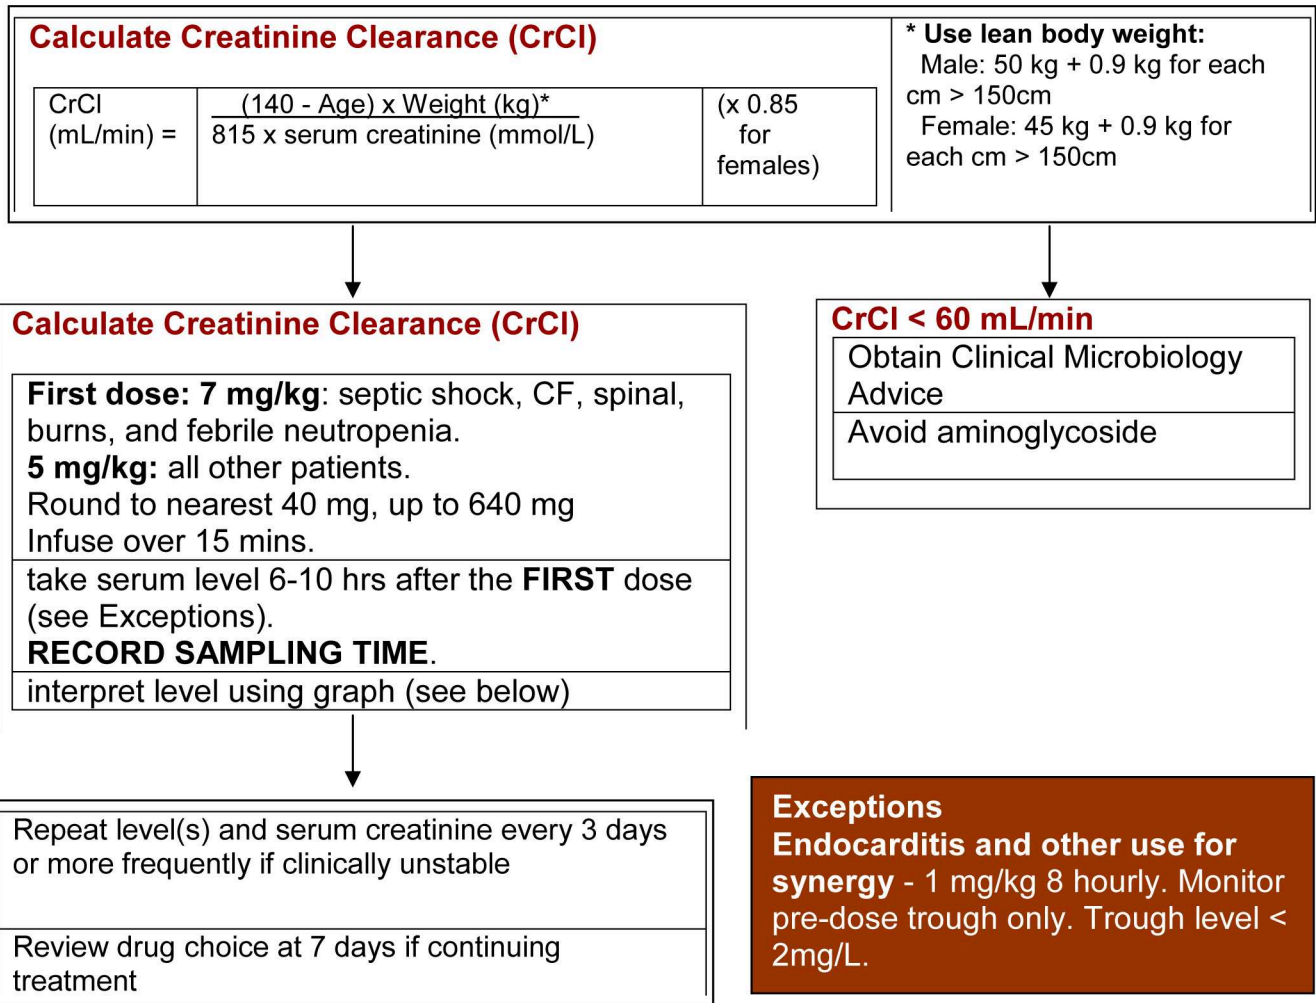 Calculate Creatinine Clearance (CrCl)
CrCl
(mL/min) =
(140 - Age) x Weight (kg)*
815 x serum creatinine (mmol/L)
(x 0.85
for
females)
* Use lean body weight:
Male: 50 kg + 0.9 kg for each
cm > 150cm
Female: 45 kg + 0.9 kg for
each cm > 150cm
Calculate Creatinine Clearance (CrCl)
First dose: 7 mg/kg: septic shock, CF, spinal,
burns, and febrile neutropenia.
5 mg/kg: all other patients.
Round to nearest 40 mg, up to 640 mg
Infuse over 15 mins.
take serum level 6-10 hrs after the FIRST dose
(see Exceptions).
RECORD SAMPLING TIME.
interpret level using graph (see below)
CrCl < 60 mL/min
Obtain Clinical Microbiology
Advice
Avoid aminoglycoside
Repeat level(s) and serum creatinine every 3 days
or more frequently if clinically unstable
Review drug choice at 7 days if continuing
treatment
Exceptions
Endocarditis and other use for
synergy - 1 mg/kg 8 hourly. Monitor
pre-dose trough only. Trough level <
2mg/L.